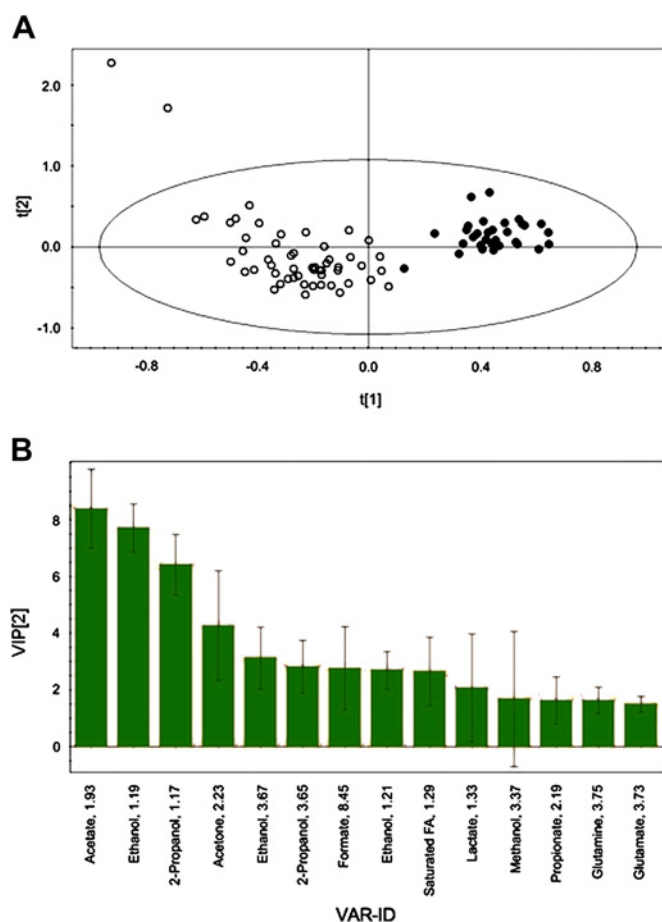 A
t[2]
2.0
1.0
0.0
-1.0
-0.8
-0.4
0.0
0.4
0.8
t[1]
B
VIP[2]
8
6
4
2
0
Acetate, 1.93
Ethanol, 1.19
2-Propanol, 1.17
Acetone, 2.23
Ethanol, 3.67
2-Propanol, 3.65
Formate, 8.45
Ethanol, 1.21
Saturated FA, 1.29
Lactate, 1.33
Methanol, 3.37
Propionate, 2.19
Glutamine, 3.75
Glutamate, 3.73
VAR-ID